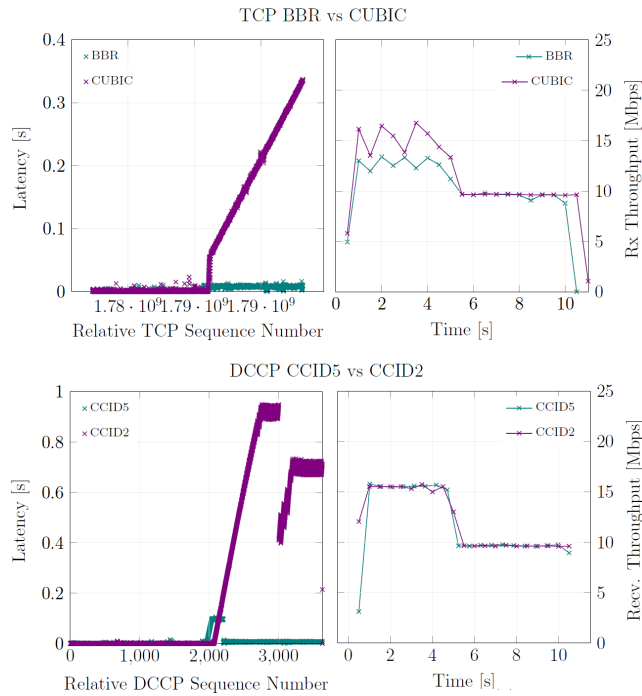 TCP BBR vs CUBIC
Latency [s]
0.4
0.3
0.2
0.1
0
BBR
CUBIC
1.78 · 10⁹ 1.79 · 10⁹ 1.79 · 10⁹
Relative TCP Sequence Number
BBR
CUBIC
25
20
15
10
5
0
Rx Throughput [Mbps]
0 2 4 6 8 10
Time [s]
DCCP CCID5 vs CCID2
Latency [s]
1
0.8
0.6
0.4
0.2
0
CCID5
CCID2
0 1,000 2,000 3,000
Relative DCCP Sequence Number
CCID5
CCID2
25
20
15
10
5
0
Recv. Throughput [Mbps]
0 2 4 6 8 10
Time [s]